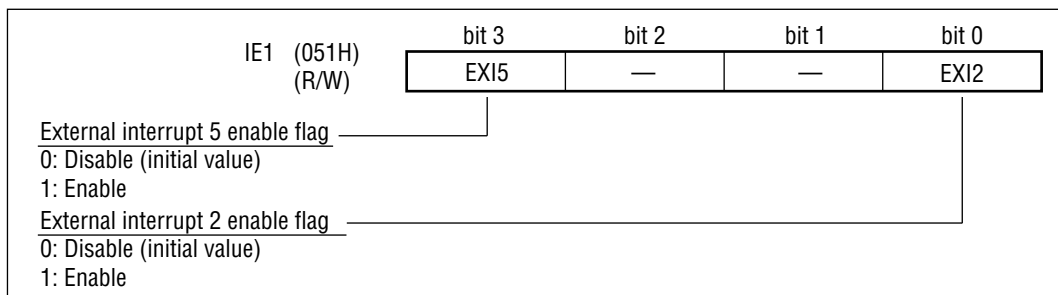 bit 3 bit 2 bit 1 bit 0
IE1 (051H)
(R/W)
EXI5 — — EXI2
External interrupt 5 enable flag
0: Disable (initial value)
1: Enable
External interrupt 2 enable flag
0: Disable (initial value)
1: Enable